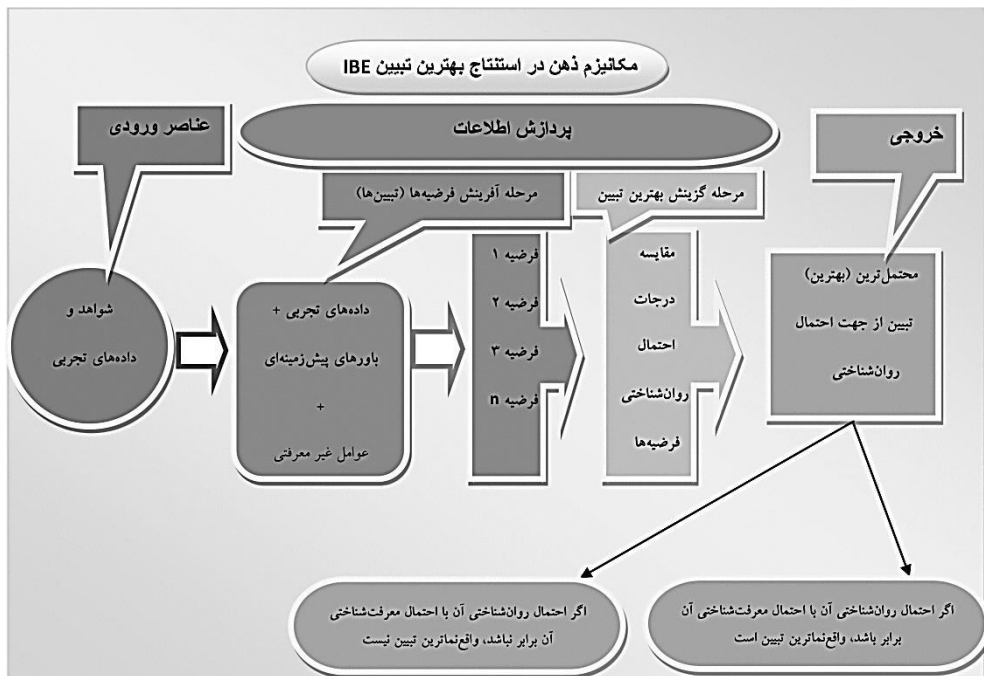 مکانیزم ذهن در استنتاج بهترین تبیین IBE
عناصر ورودی
پردازش اطلاعات
خروجی
مرحله آفرینش فرضیه‌ها (تبیین‌ها)
مرحله گزینش بهترین تبیین
شواهد و
داده‌های تجربی
داده‌های تجربی +
باورهای پیش‌زمینه‌ای
+
عوامل غیر معرفتی
فرضیه ۱
فرضیه ۲
فرضیه ۳
فرضیه n
مقایسه
درجات
احتمال
روان‌شناختی
فرضیه‌ها
محتمل‌ترین (بهترین)
تبیین از جهت احتمال
روان‌شناختی
اگر احتمال روان‌شناختی آن با احتمال معرفت‌شناختی
آن برابر نباشد، واقع‌نماترین تبیین نیست
اگر احتمال روان‌شناختی آن با احتمال معرفت‌شناختی آن
برابر باشد، واقع‌نماترین تبیین است